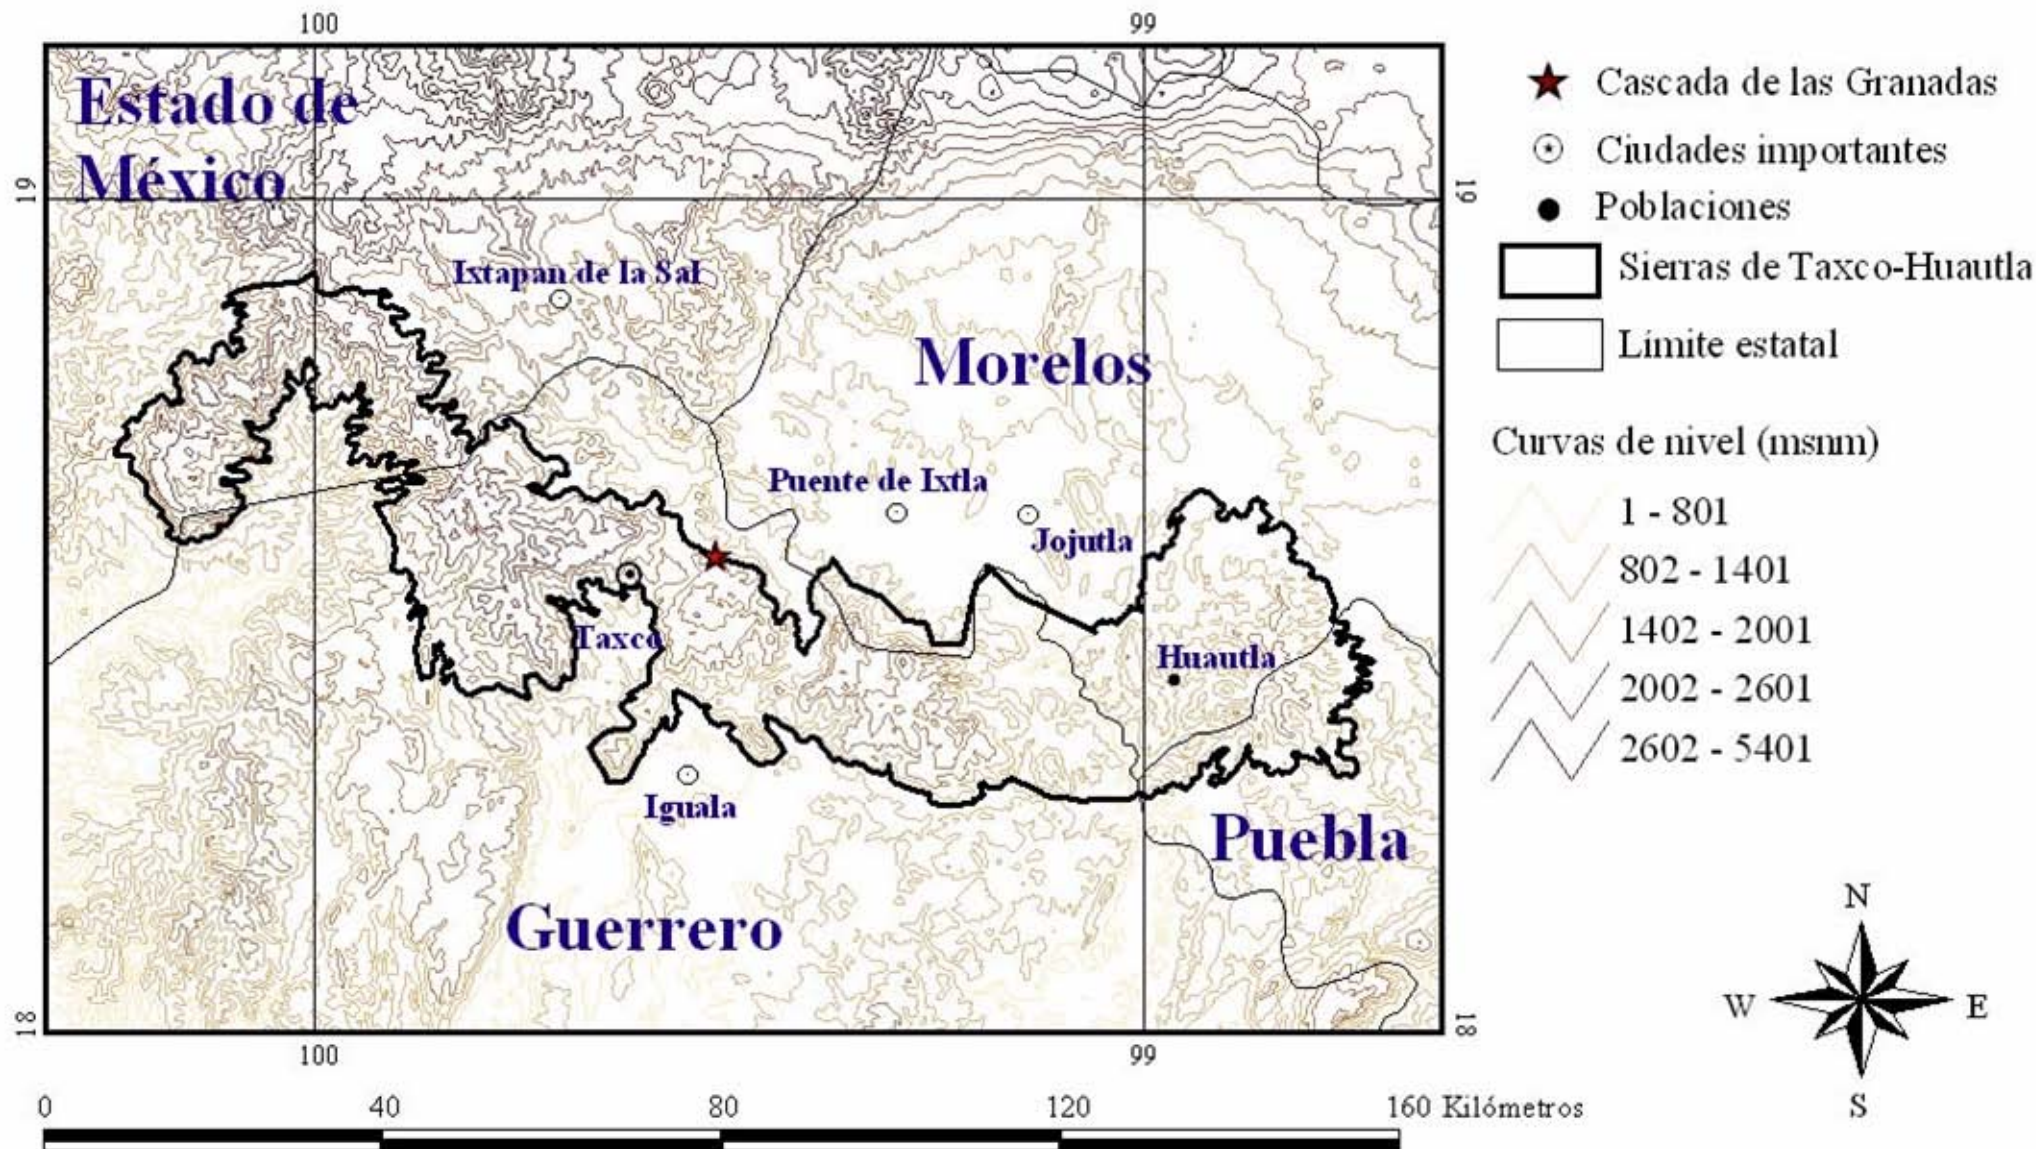 100 99
Estado de
México
19 19
Ixtapan de la Sal
Morelos
Puente de Ixtla
Jojutla
Taxco
Huautla
Iguala
Puebla
Guerrero
18 18
100 99
0 40 80 120 160 Kilómetros
Cascada de las Granadas
Ciudades importantes
Poblaciones
Sierras de Taxco-Huautla
Límite estatal
Curvas de nivel (msnm)
1 - 801
802 - 1401
1402 - 2001
2002 - 2601
2602 - 5401
N
W E
S